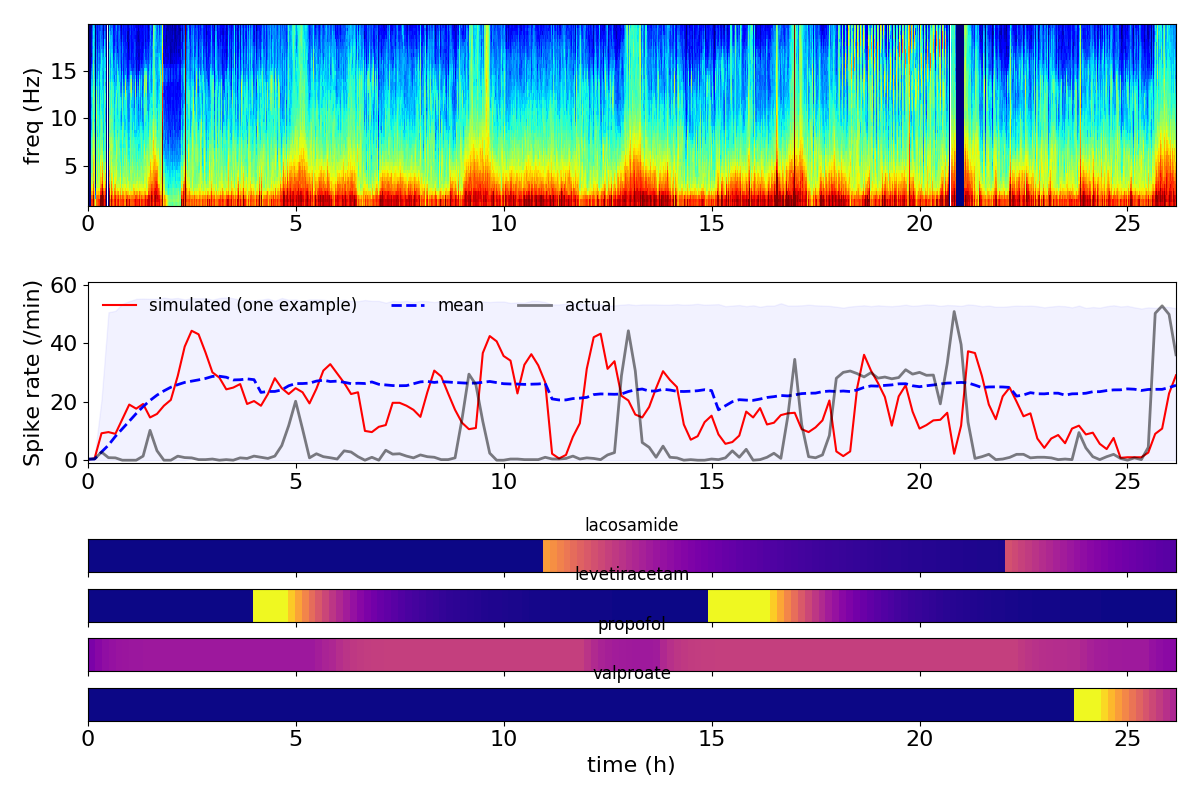 freq (Hz)
15
10
5
0 5 10 15 20 25
Spike rate (/min)
60
40
20
0
simulated (one example) mean actual
0 5 10 15 20 25
lacosamide
levetiracetam
propofol
valproate
0 5 10 15 20 25
time (h)